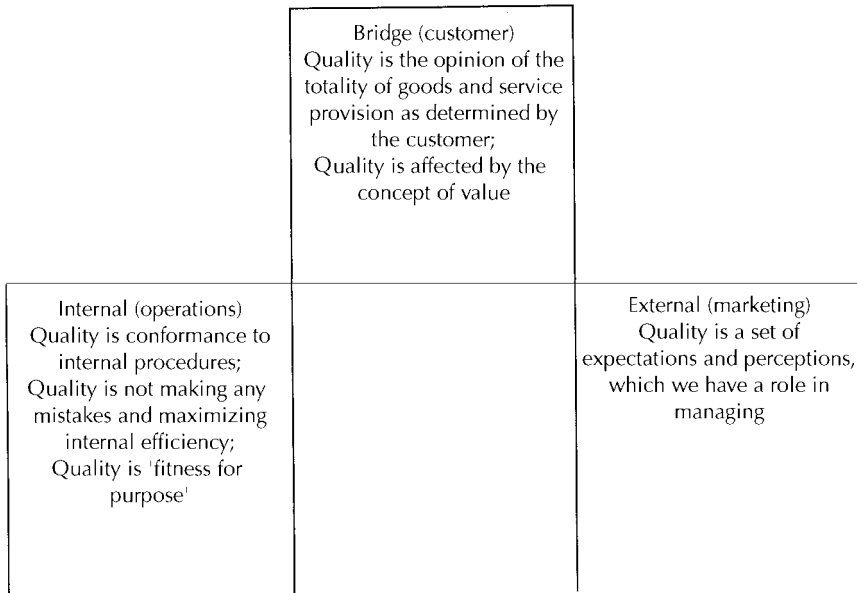 Bridge (customer)
Quality is the opinion of the
totality of goods and service
provision as determined by
the customer;
Quality is affected by the
concept of value
Internal (operations)
Quality is conformance to
internal procedures;
Quality is not making any
mistakes and maximizing
internal efficiency;
Quality is 'fitness for
purpose'
External (marketing)
Quality is a set of
expectations and perceptions,
which we have a role in
managing